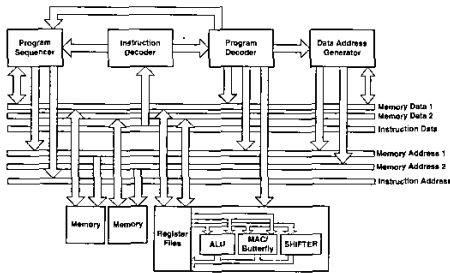 Program
Sequencer
Instruction
Decoder
Program
Decoder
Data Address
Generator
Memory Data 1
Memory Data 2
Instruction Data
Memory Address 1
Memory Address 2
Instruction Address
Memory
Memory
Register
Files
ALU
MAC/
Butterfly
SHIFTER